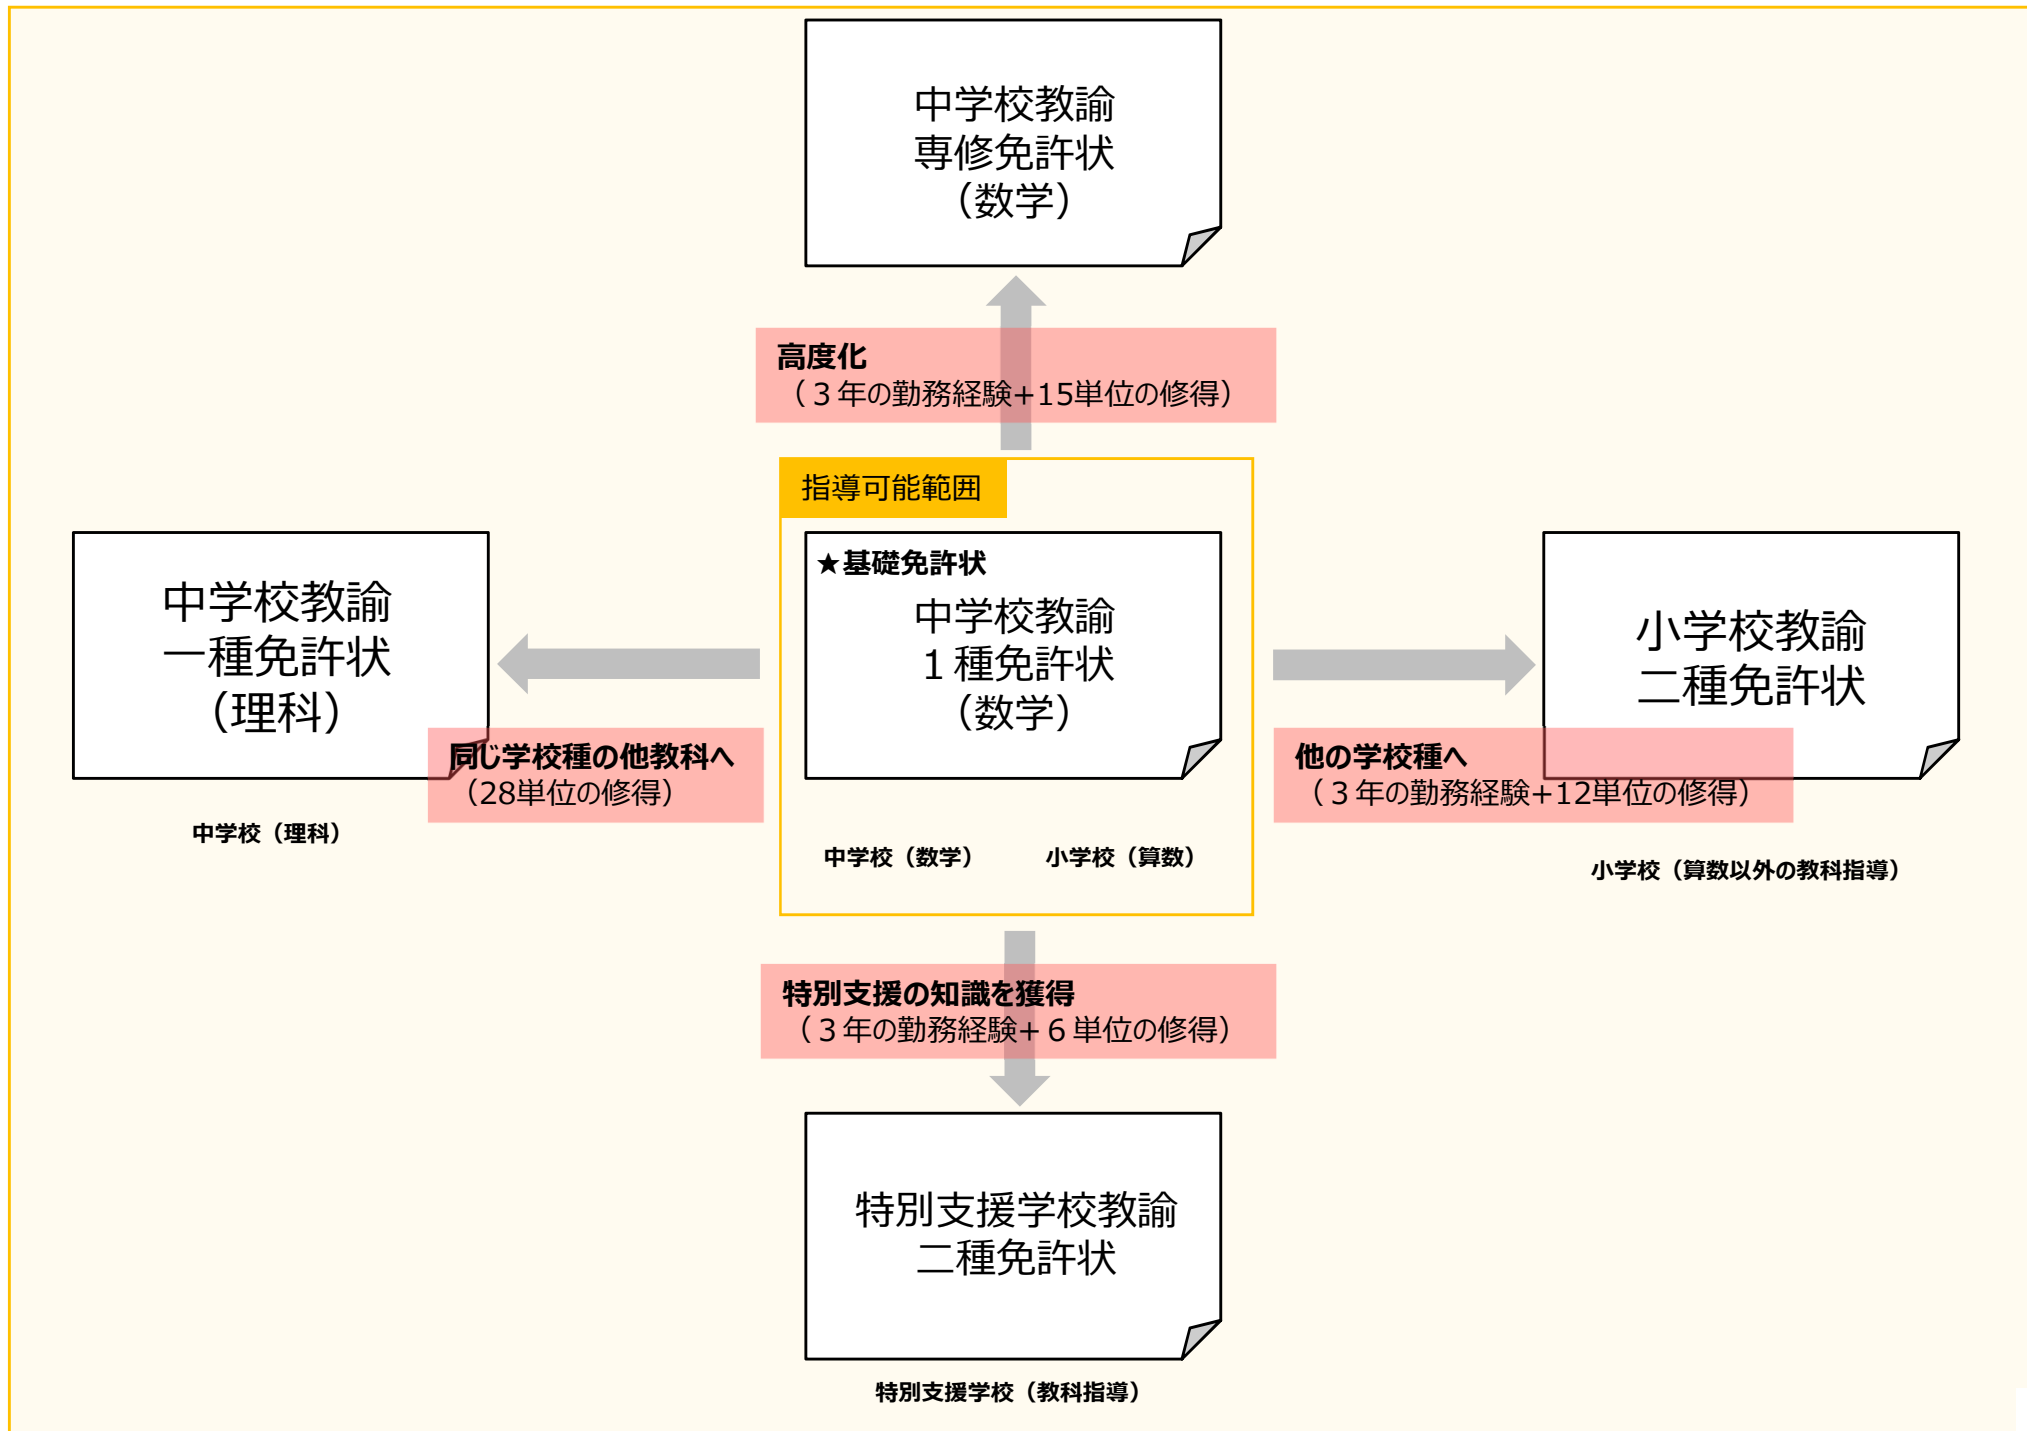 中学校教諭
専修免許状
（数学）
高度化
（３年の勤務経験+15単位の修得）
指導可能範囲
中学校教諭
一種免許状
（理科）
★基礎免許状
中学校教諭
１種免許状
（数学）
小学校教諭
二種免許状
同じ学校種の他教科へ
（28単位の修得）
他の学校種へ
（３年の勤務経験+12単位の修得）
中学校（理科）
中学校（数学）
小学校（算数）
小学校（算数以外の教科指導）
特別支援の知識を獲得
（３年の勤務経験+６単位の修得）
特別支援学校教諭
二種免許状
特別支援学校（教科指導）